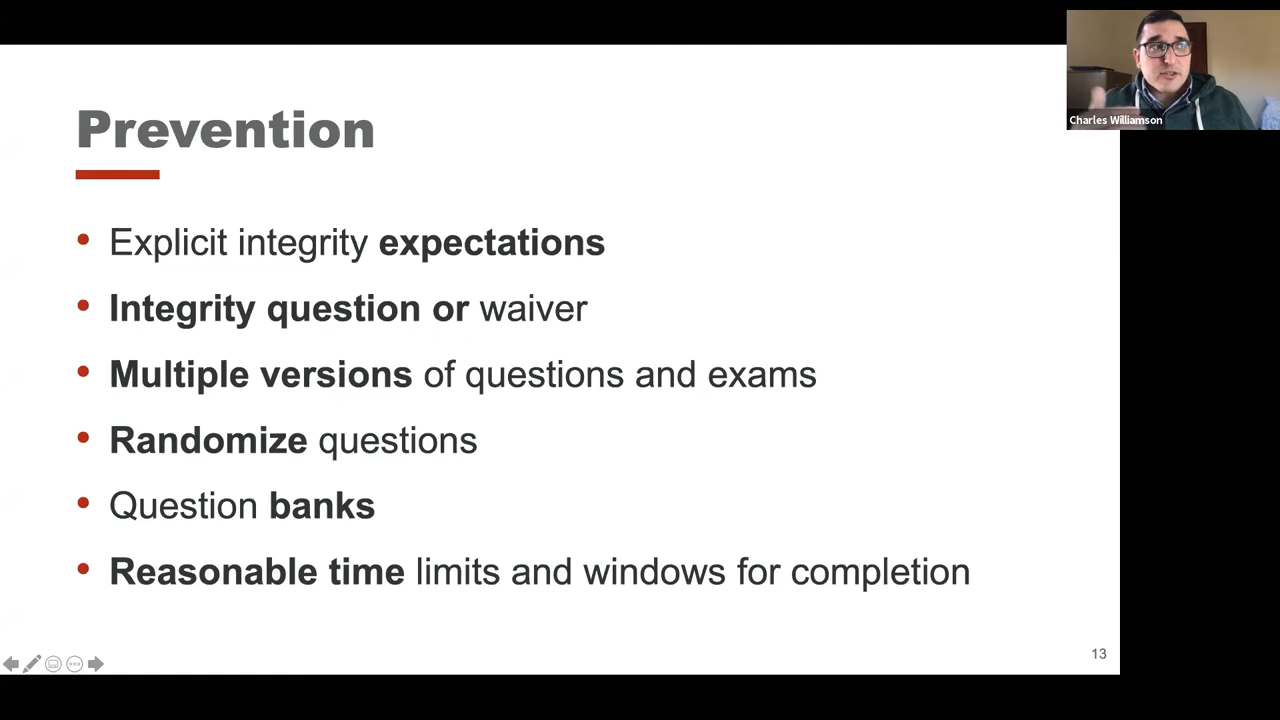 Prevention
Charles Williamson
• Explicit integrity expectations
• Integrity question or waiver
• Multiple versions of questions and exams
• Randomize questions
• Question banks
• Reasonable time limits and windows for completion
13